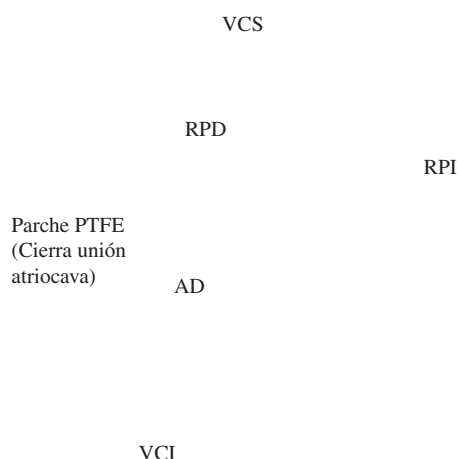 VCS
RPD
RPI
Parche PTFE
(Cierra unión
atriocava)
AD
VCI